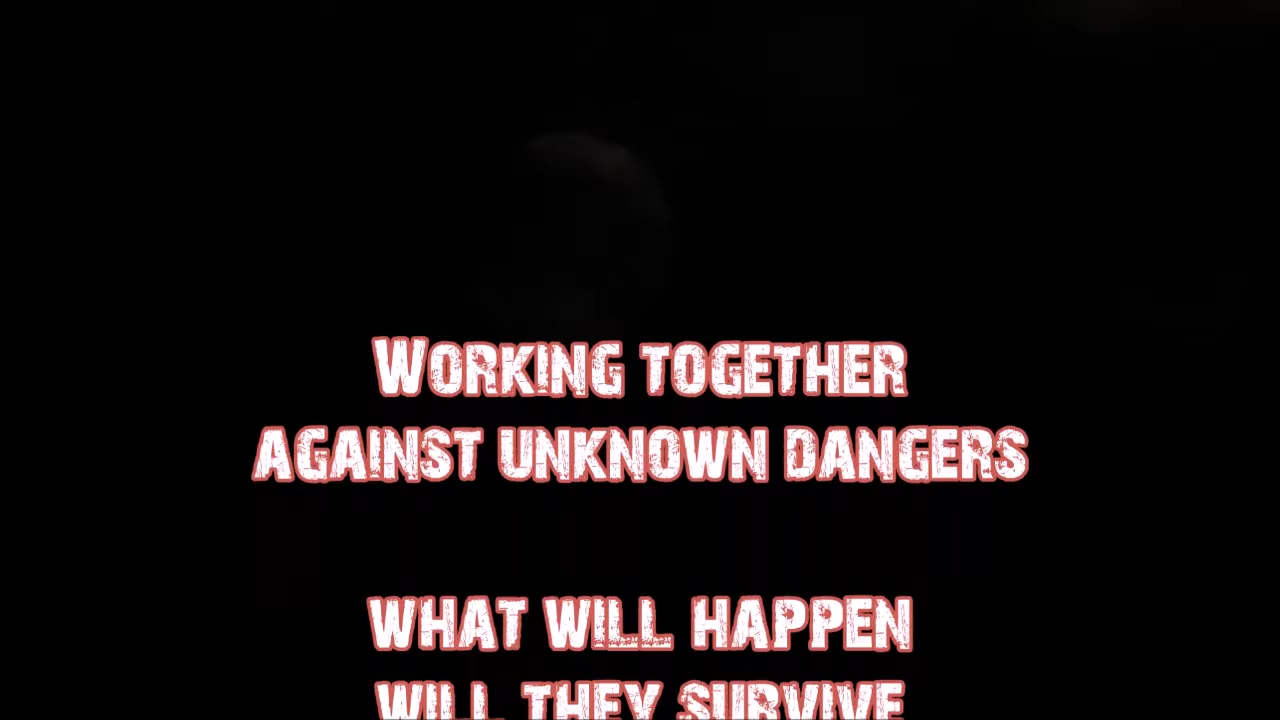 Working together
against unknown dangers
what will happen
will they survive